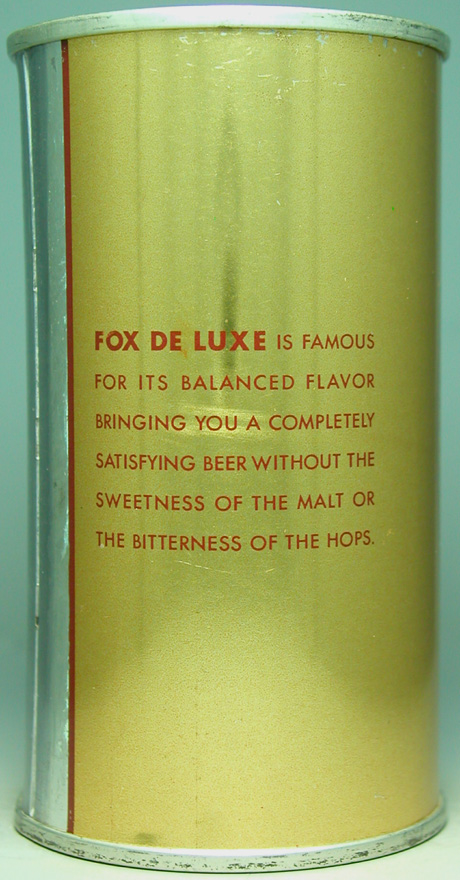 FOX DE LUXE IS FAMOUS
FOR ITS BALANCED FLAVOR
BRINGING YOU A COMPLETELY
SATISFYING BEER WITHOUT THE
SWEETNESS OF THE MALT OR
THE BITTERNESS OF THE HOPS.